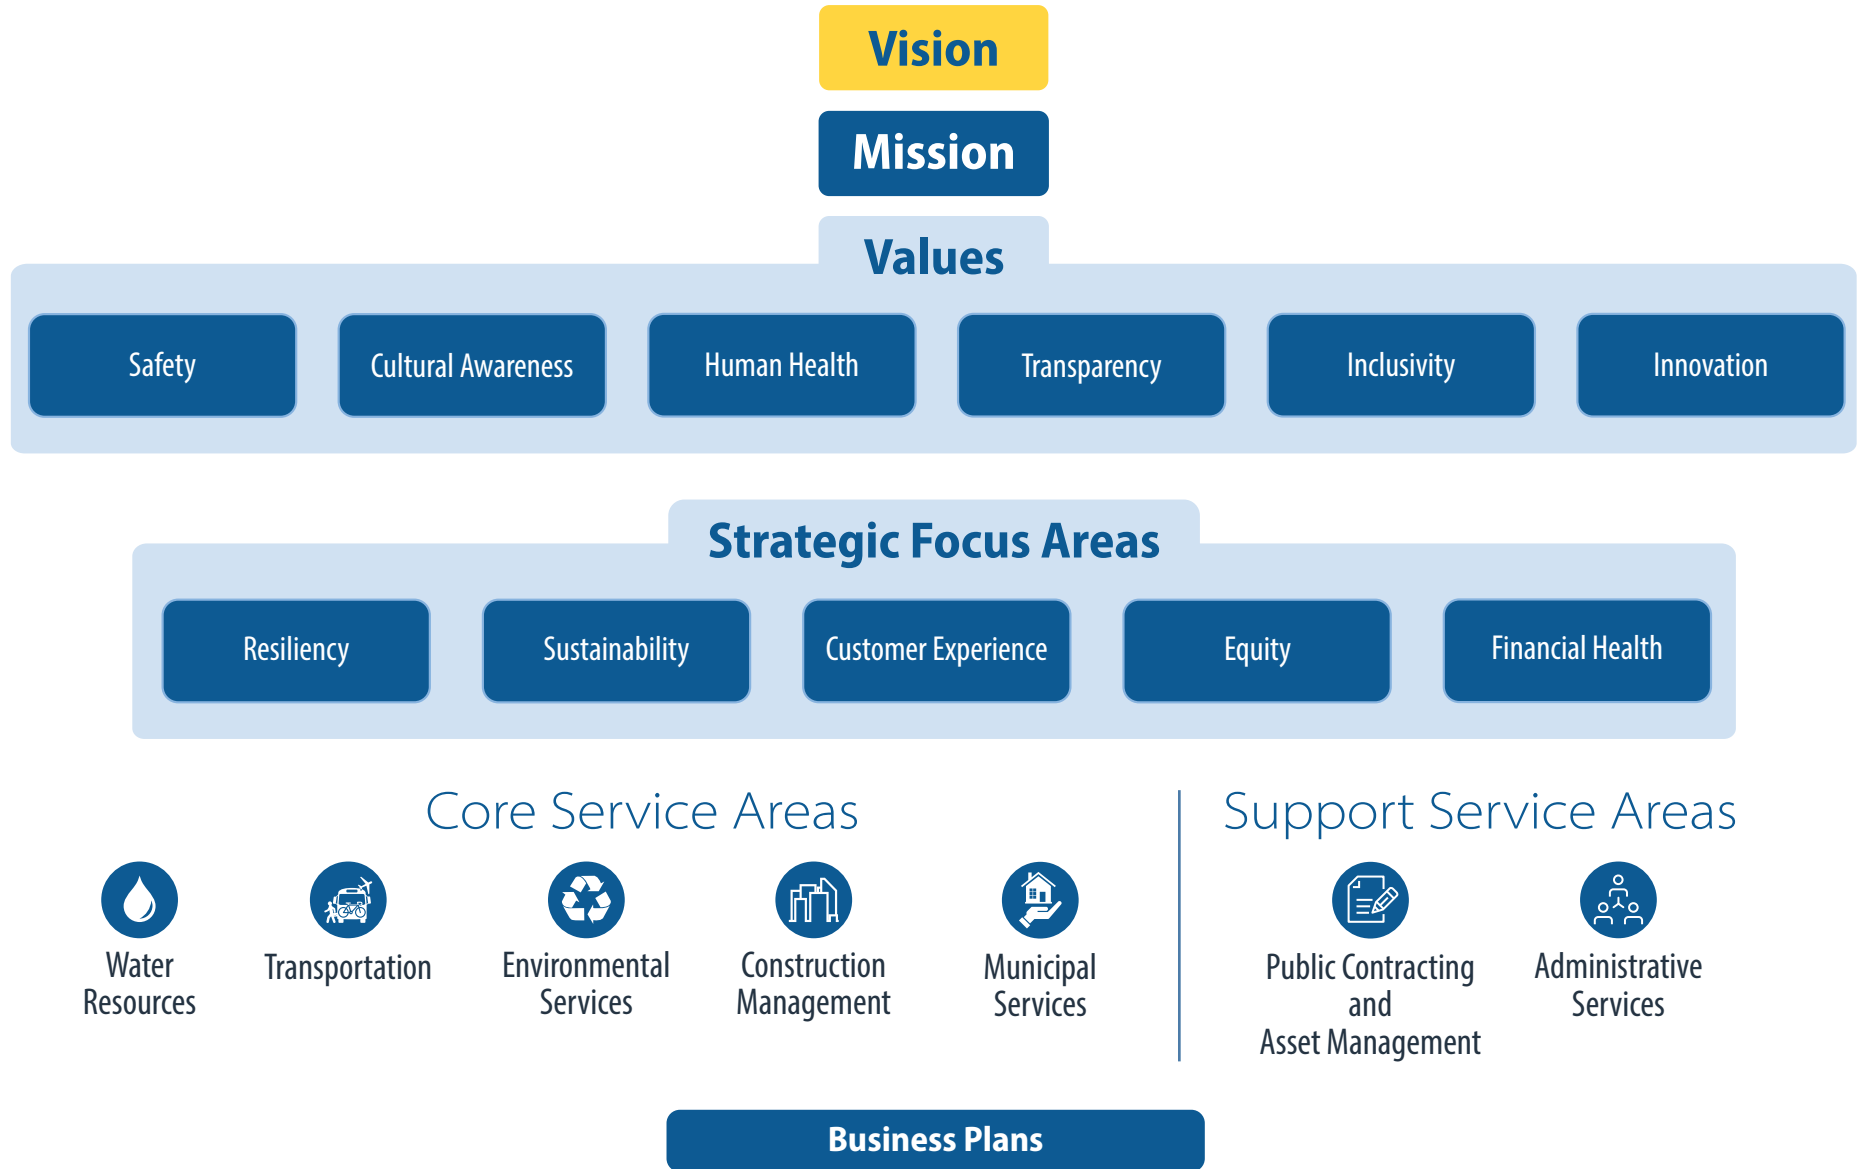 Vision
Mission
Values
Safety
Cultural Awareness
Human Health
Transparency
Inclusivity
Innovation
Strategic Focus Areas
Resiliency
Sustainability
Customer Experience
Equity
Financial Health
Core Service Areas
Water
Resources
Transportation
Environmental
Services
Construction
Management
Municipal
Services
Support Service Areas
Public Contracting
and
Asset Management
Administrative
Services
Business Plans